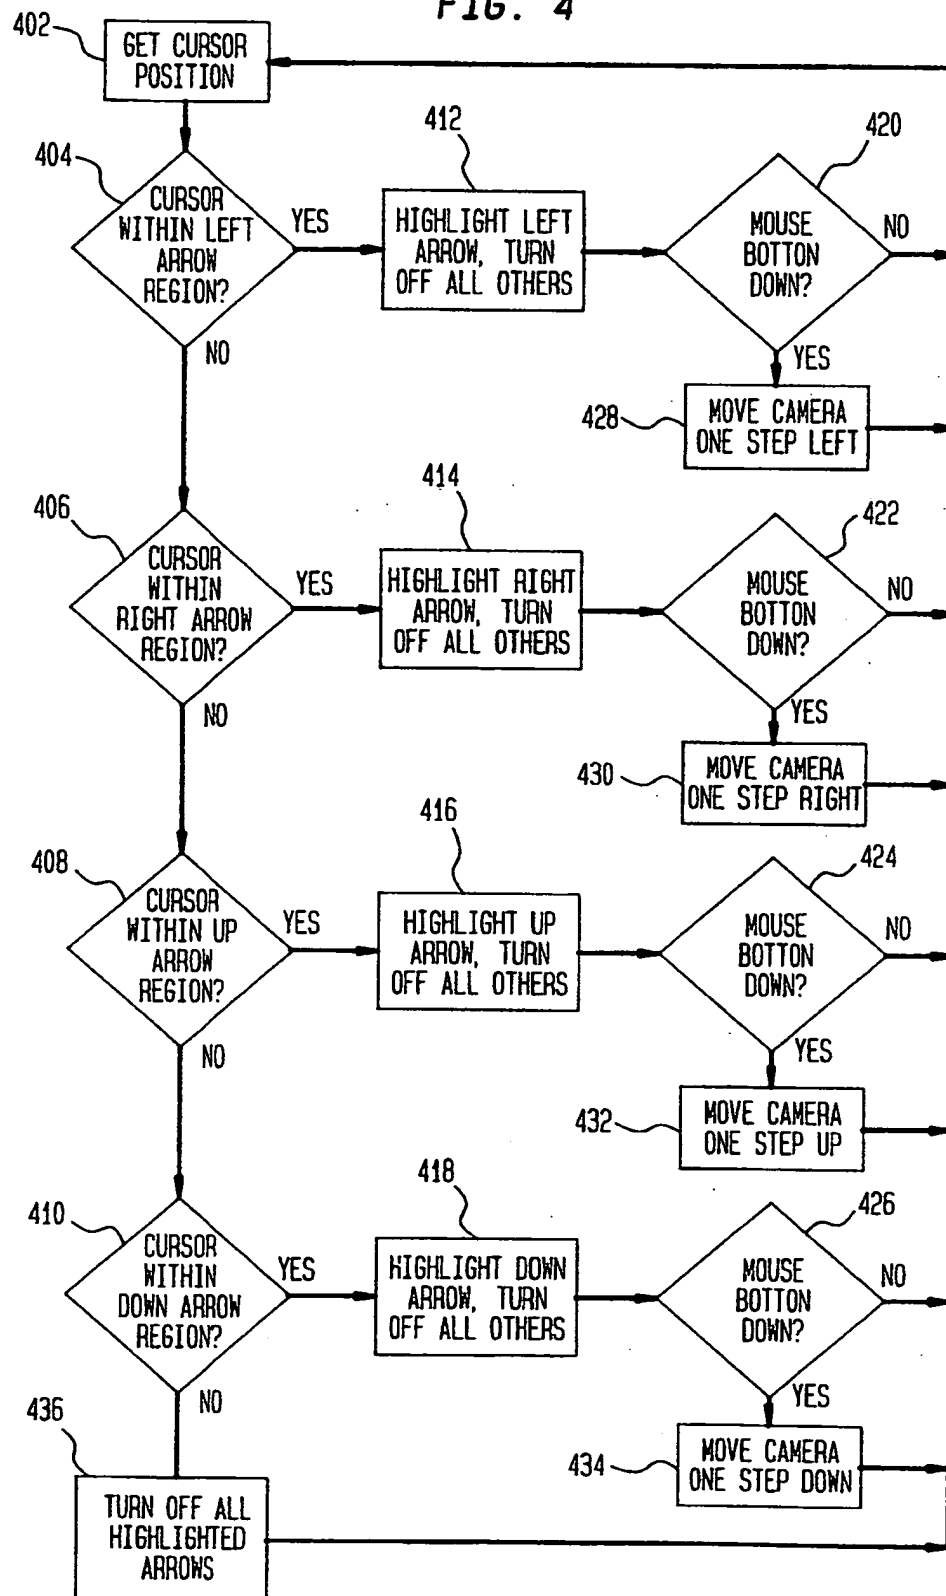 FIG. 4
402
GET CURSOR
POSITION
404
CURSOR
WITHIN LEFT
ARROW
REGION?
YES
NO
412
HIGHLIGHT LEFT
ARROW, TURN
OFF ALL OTHERS
420
MOUSE
BOTTON
DOWN?
NO
YES
428
MOVE CAMERA
ONE STEP LEFT
406
CURSOR
WITHIN
RIGHT ARROW
REGION?
YES
NO
414
HIGHLIGHT RIGHT
ARROW, TURN
OFF ALL OTHERS
422
MOUSE
BOTTON
DOWN?
NO
YES
430
MOVE CAMERA
ONE STEP RIGHT
408
CURSOR
WITHIN UP
ARROW
REGION?
YES
NO
416
HIGHLIGHT UP
ARROW, TURN
OFF ALL OTHERS
424
MOUSE
BOTTON
DOWN?
NO
YES
432
MOVE CAMERA
ONE STEP UP
410
CURSOR
WITHIN
DOWN ARROW
REGION?
YES
NO
418
HIGHLIGHT DOWN
ARROW, TURN
OFF ALL OTHERS
426
MOUSE
BOTTON
DOWN?
NO
YES
434
MOVE CAMERA
ONE STEP DOWN
436
TURN OFF ALL
HIGHLIGHTED
ARROWS